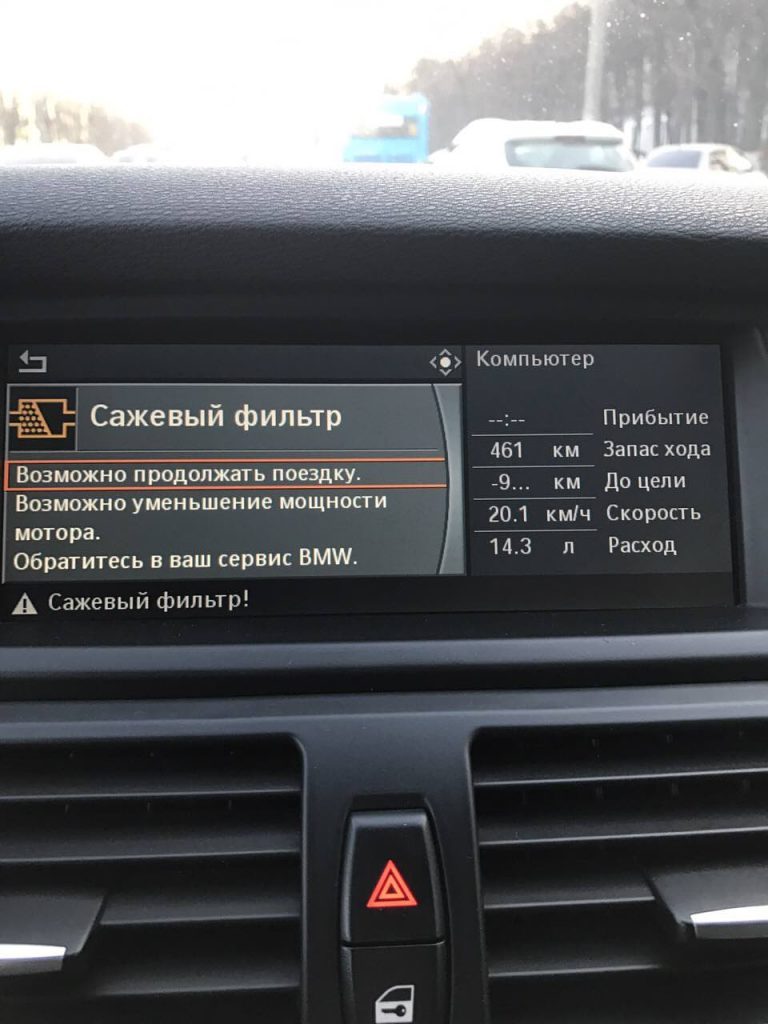 Сажевый фильтр
Возможно продолжать поездку.
Возможно уменьшение мощности
мотора.
Обратитесь в ваш сервис BMW.
Сажевый фильтр!
Компьютер
--:-- Прибытие
461 км Запас хода
-9... км До цели
20.1 км/ч Скорость
14.3 л Расход